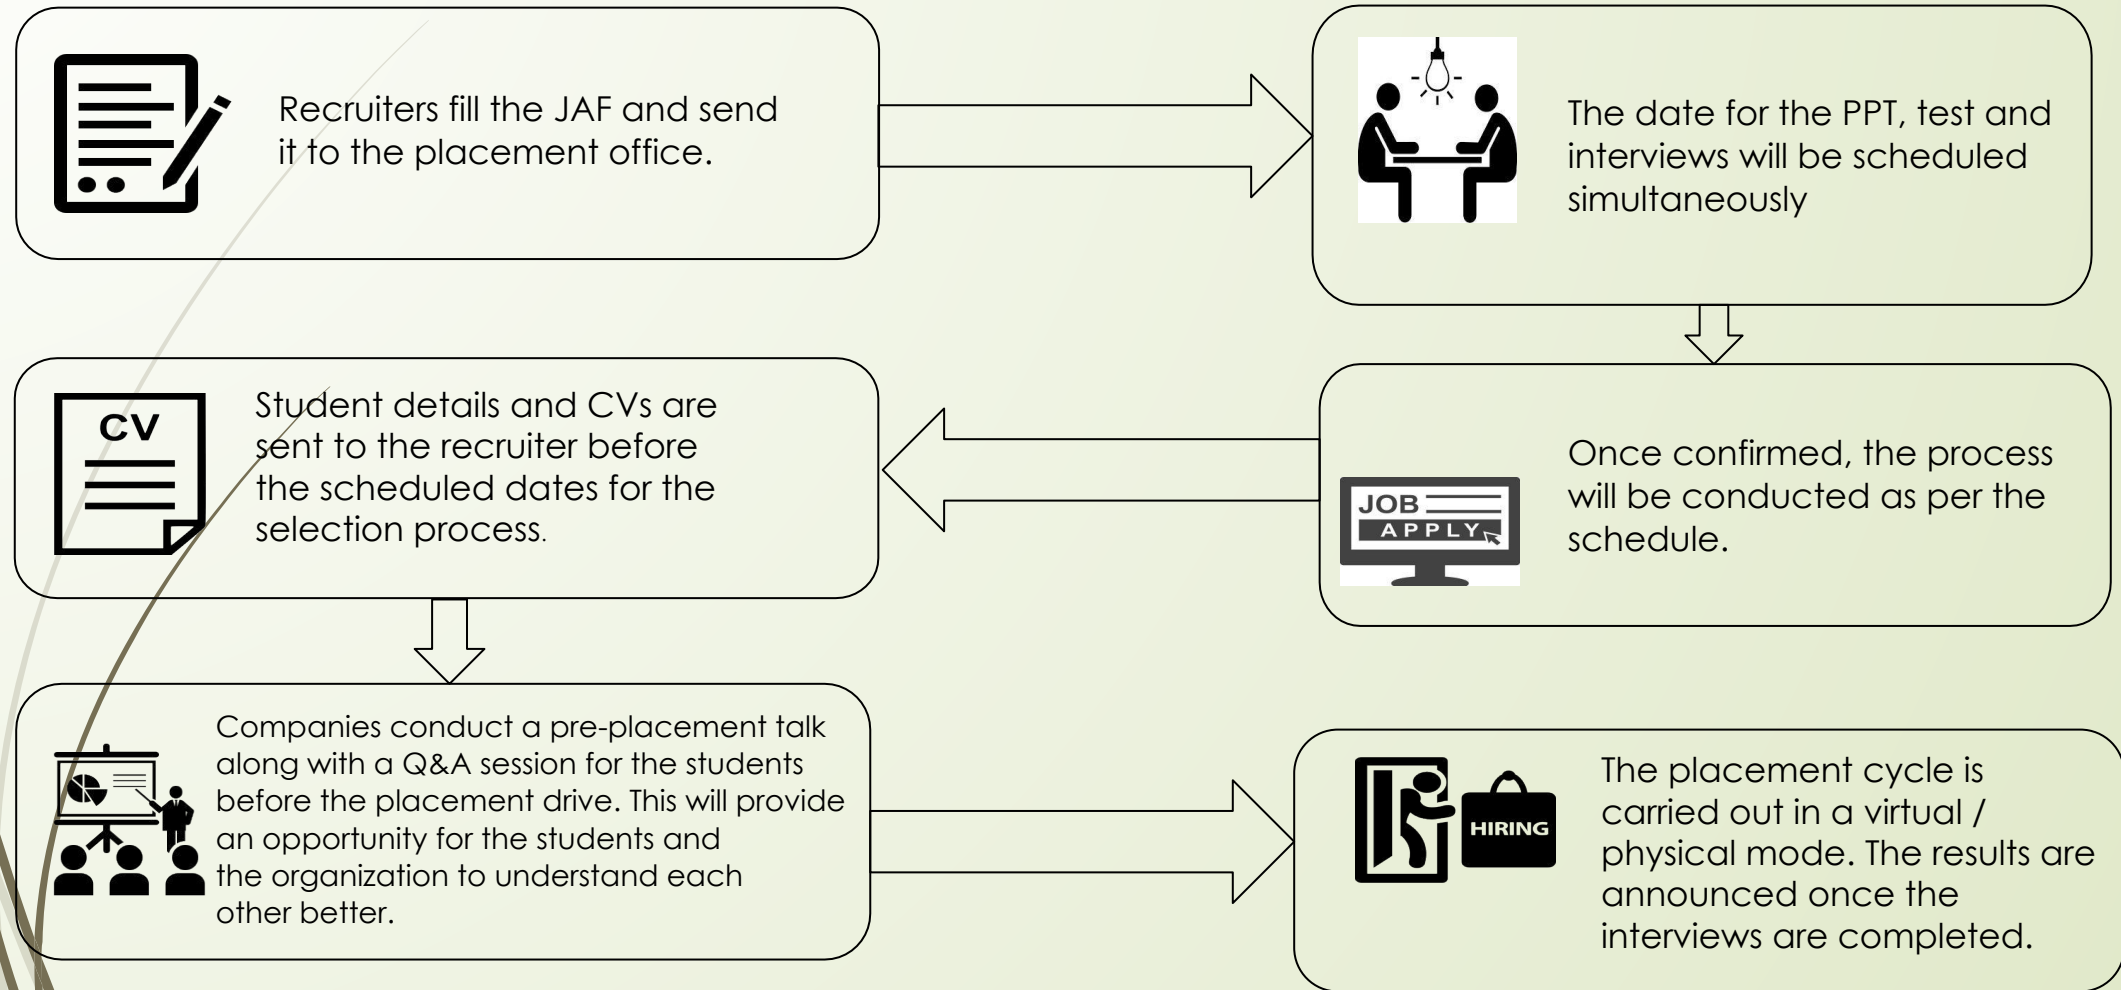 Recruiters fill the JAF and send
it to the placement office.
The date for the PPT, test and
interviews will be scheduled
simultaneously
JOB
APPLY
Once confirmed, the process
will be conducted as per the
schedule.
CV
Student details and CVs are
sent to the recruiter before
the scheduled dates for the
selection process.
Companies conduct a pre-placement talk
along with a Q&A session for the students
before the placement drive. This will provide
an opportunity for the students and
the organization to understand each
other better.
HIRING
The placement cycle is
carried out in a virtual /
physical mode. The results are
announced once the
interviews are completed.